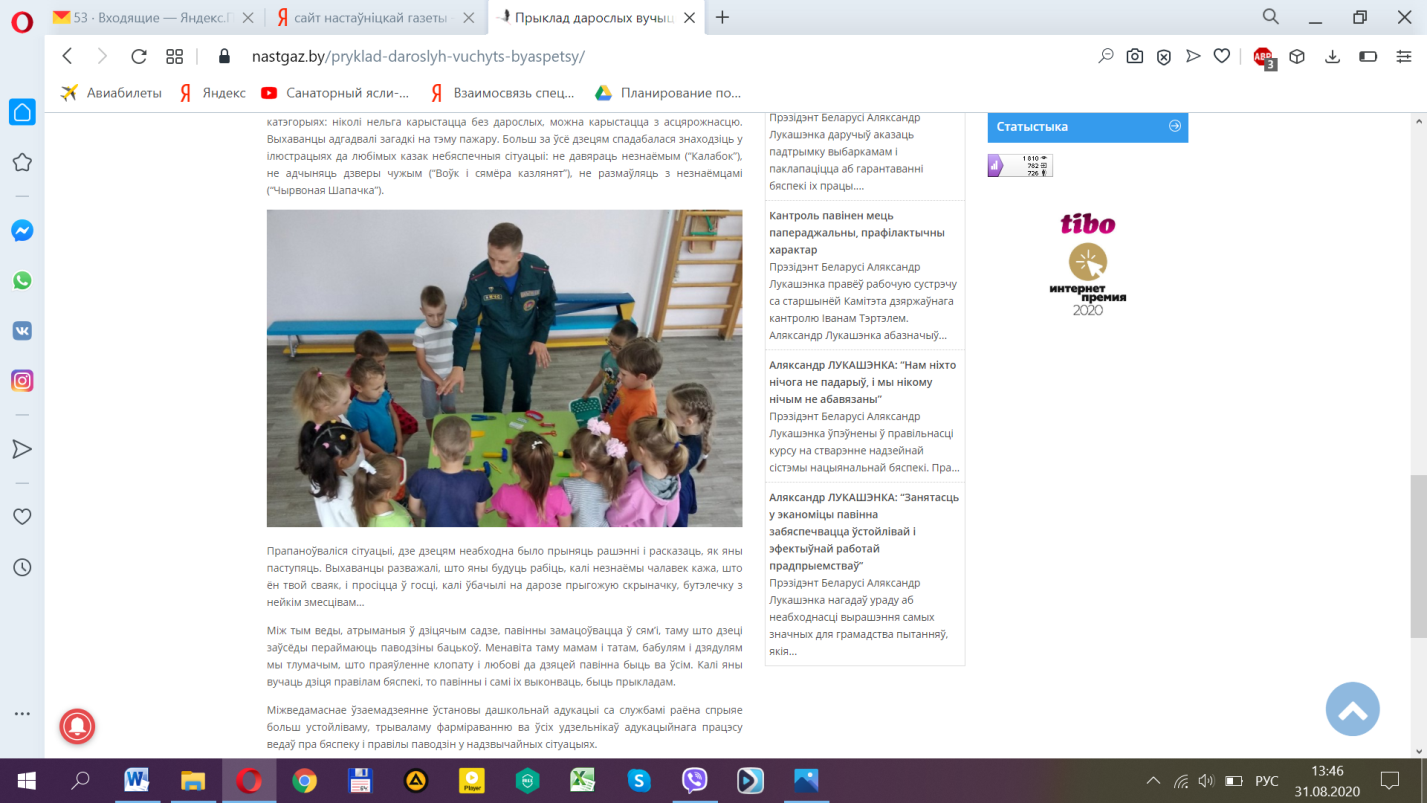 53 · Входящие — Яндекс.П
сайт настаўніцкай газеты
Прыклад дарослых вучыц
nastgaz.by/pryklad-daroslyh-vuchyts-byaspetsy/
ABP
3
Авиабилеты
Яндекс
Санаторный ясли-...
Взаимосвязь спец...
Планирование по...
катэгорыях: ніколі нельга карыстацца без дарослых, можна карыстацца з асцярожнасцю.
Выхаванцы адгадвалі загадкі на тэму пажару. Больш за ўсё дзецям спадабалася знаходзіць у
ілюстрацыях да любімых казак небяспечныя сітуацыі: не давяраць незнаёмым (“Калабок”),
не адчыняць дзверы чужым (“Воўк і сямёра казлянят”), не размаўляць з незнаёмцамі
(“Чырвоная Шапачка”).
Прапаноўваліся сітуацыі, дзе дзецям неабходна было прыняць рашэнні і расказаць, як яны
паступяць. Выхаванцы разважалі, што яны будуць рабіць, калі незнаёмы чалавек кажа, што
ён твой сваяк, і просіцца ў госці, калі ўбачылі на дарозе прыгожую скрыначку, бутэлечку з
нейкім змесцівам…
Між тым веды, атрыманыя ў дзіцячым садзе, павінны замацоўвацца ў сям’і, таму што дзеці
заўсёды пераймаюць паводзіны бацькоў. Менавіта таму мамам і татам, бабулям і дзядулям
мы тлумачым, што праяўленне клопату і любові да дзяцей павінна быць ва ўсім. Калі яны
вучаць дзіця правілам бяспекі, то павінны і самі іх выконваць, быць прыкладам.
Міжведамаснае ўзаемадзеянне ўстановы дашкольнай адукацыі са службамі раёна спрыяе
больш устойліваму, трываламу фарміраванню ва ўсіх удзельнікаў адукацыйнага працэсу
ведаў пра бяспеку і правілы паводзін у надзвычайных сітуацыях.
Прэзідэнт Беларусі Аляксандр
Лукашэнка даручыў аказаць
падтрымку выбаркамам і
паклапаціцца аб гарантаванні
бяспекі іх працы....
Кантроль павінен мець
папераджальны, прафілактычны
характар
Прэзідэнт Беларусі Аляксандр
Лукашэнка правёў рабочую сустрэчу
са старшынёй Камітэта дзяржаўнага
кантролю Іванам Тэртэлем.
Аляксандр Лукашэнка абазначыў...
Аляксандр ЛУКАШЭНКА: “Нам ніхто
нічога не падарыў, і мы нікому
нічым не абавязаны”
Прэзідэнт Беларусі Аляксандр
Лукашэнка ўпэўнены ў правільнасці
курсу на стварэнне надзейнай
сістэмы нацыянальнай бяспекі. Пра...
Аляксандр ЛУКАШЭНКА: “Занятасць
у эканоміцы павінна
забяспечвацца ўстойлівай і
эфектыўнай работай
прадпрыемстваў”
Прэзідэнт Беларусі Аляксандр
Лукашэнка нагадаў ураду аб
неабходнасці вырашэння самых
значных для грамадства пытанняў,
якія...
Статыстыка
1 810
762
726
tibo
интернет
премия
2020
Player
РУС
13:46
31.08.2020